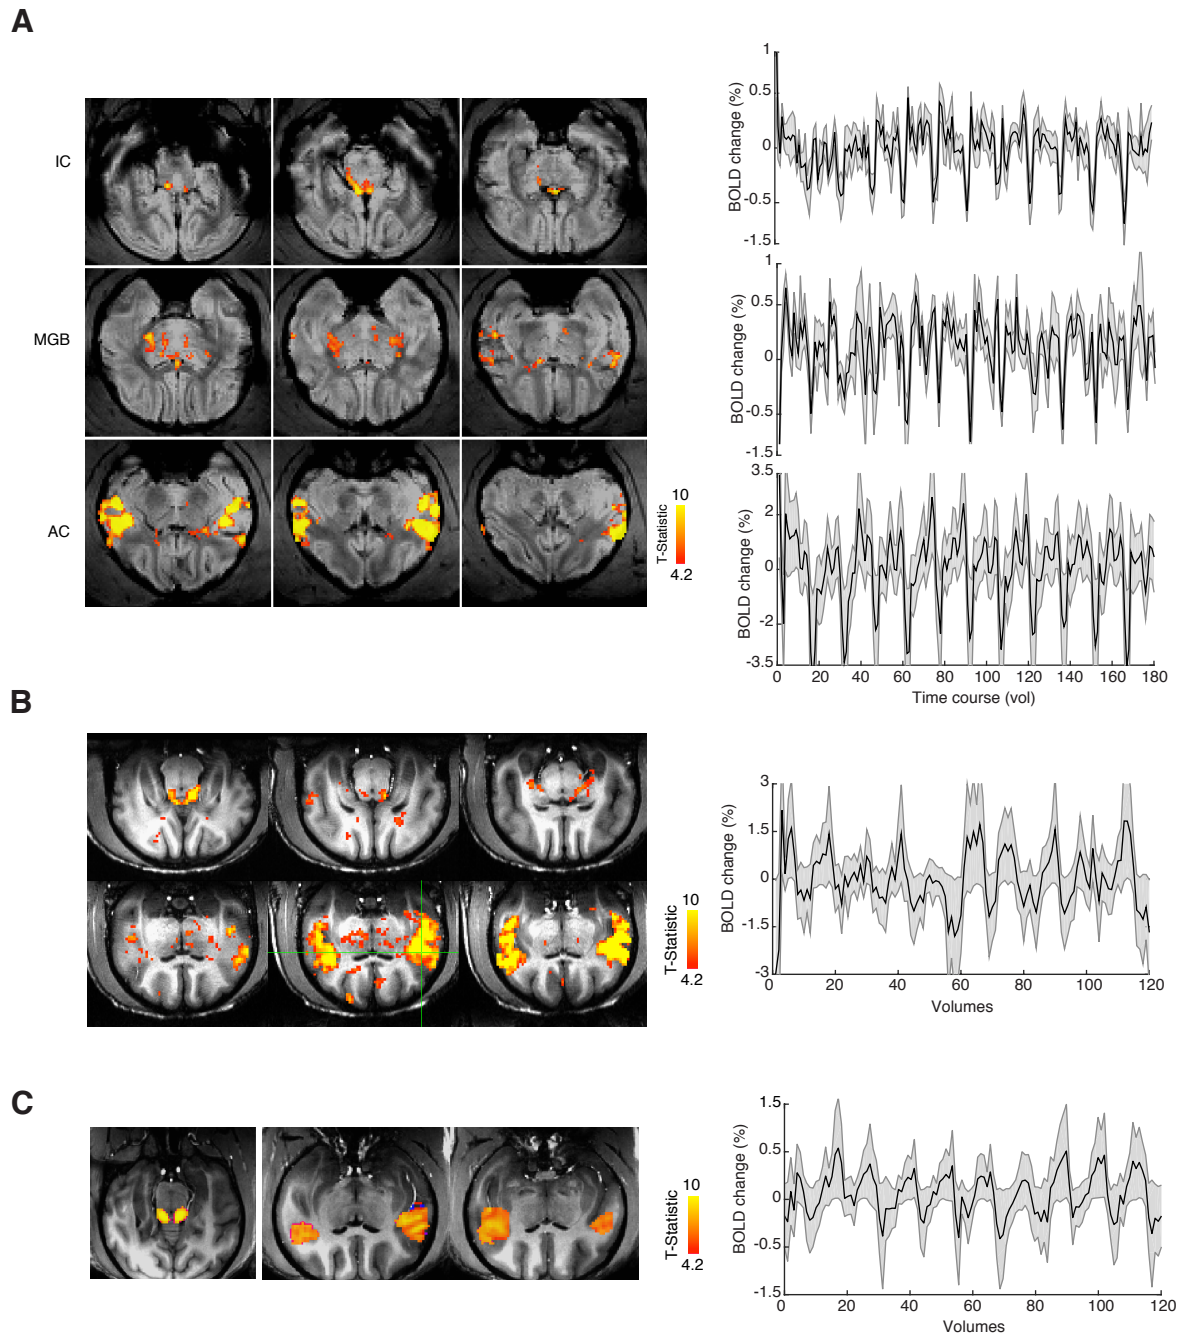 A
IC
MGB
AC
10
T-Statistic
4.2
1
0.5
0
-0.5
-1.5
BOLD change (%)
1
0.5
0
-0.5
-1.5
BOLD change (%)
3.5
2
0
-2
-3.5
BOLD change (%)
0 20 40 60 80 100 120 140 160 180
Time course (vol)
B
10
T-Statistic
4.2
3
1.5
0
-1.5
-3
BOLD change (%)
0 20 40 60 80 100 120
Volumes
C
10
T-Statistic
4.2
1.5
0.5
0
-0.5
-1.5
BOLD change (%)
0 20 40 60 80 100 120
Volumes